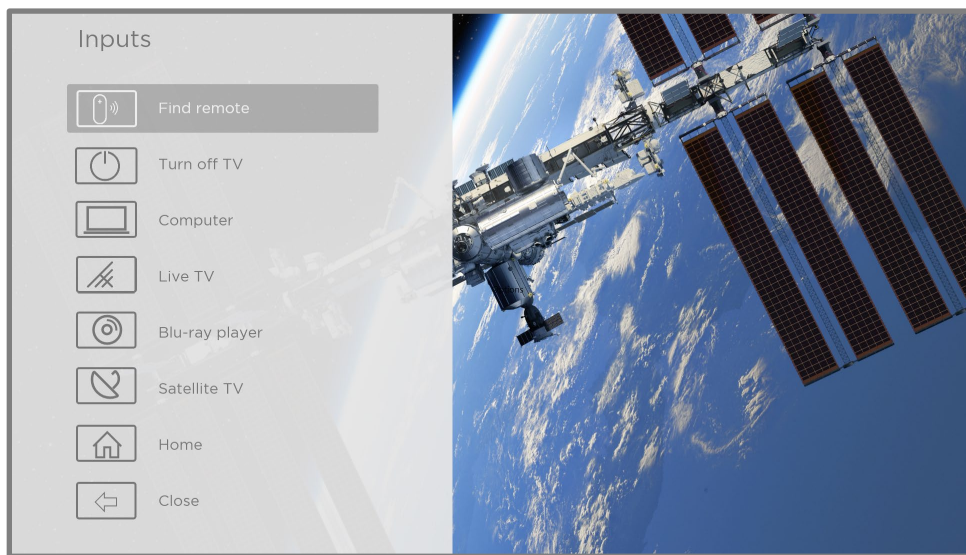 Inputs
Find remote
Turn off TV
Computer
Live TV
Blu-ray player
Satellite TV
Home
Close